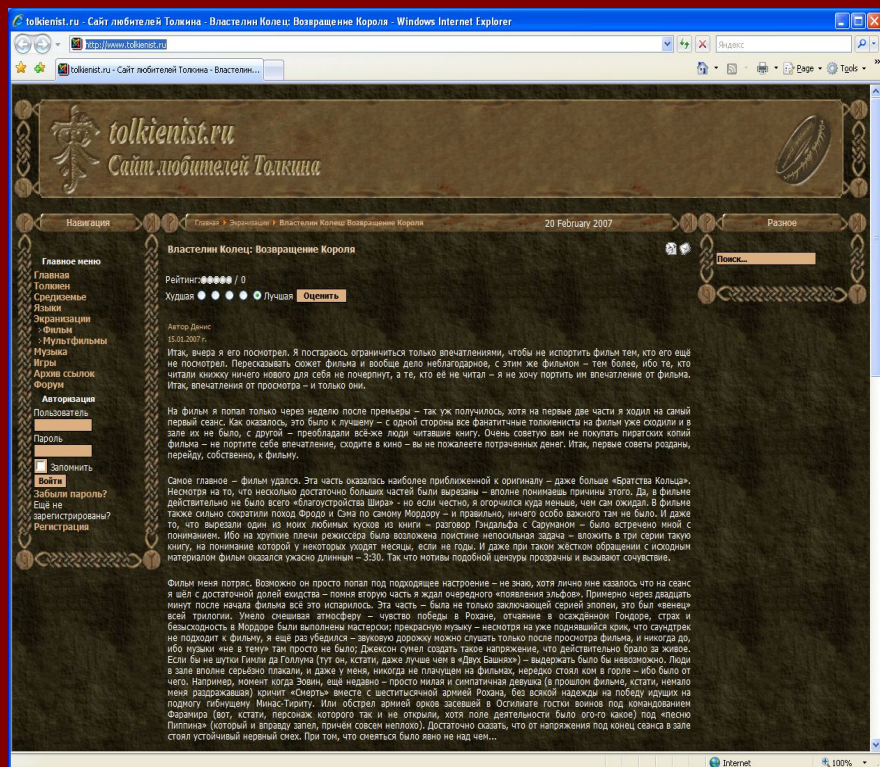 tolkienist.ru - Сайт любителей Толкина - Властелин Колец: Возвращение Короля - Windows Internet Explorer
http://www.tolkienist.ru
Яндекс
tolkienist.ru - Сайт любителей Толкина - Властелин...
Page
Tools
tolkienist.ru
Сайт любителей Толкина
Навигация
Главная
Экранизации
Властелин Колец: Возвращение Короля
20 February 2007
Разное
Главное меню
Главная
Толкиен
Средиземье
Языки
Экранизации
Фильм
Мультфильмы
Музыка
Игры
Архив ссылок
Форум
Авторизация
Пользователь
Пароль
Запомнить
Войти
Забыли пароль?
Ещё не
зарегистрированы?
Регистрация
Властелин Колец: Возвращение Короля
Рейтинг: / 0
Худшая
Лучшая
Оценить
Автор Денис
15.01.2007 г.
Итак, вчера я его посмотрел. Я постараюсь ограничиться только впечатлениями, чтобы не испортить фильм тем, кто его ещё
не посмотрел. Пересказывать сюжет фильма и вообще дело неблагодарное, с этим же фильмом – тем более, ибо те, кто
читали книжку ничего нового для себя не почерпнут, а те, кто её не читал – я не хочу портить им впечатление от фильма.
Итак, впечатления от просмотра – и только они.
На фильм я попал только через неделю после премьеры – так уж получилось, хотя на первые две части я ходил на самый
первый сеанс. Как оказалось, это было к лучшему – с одной стороны все фанатичные толкиенисты на фильм уже сходили и в
зале их не было, с другой – преобладали всё-же люди читавшие книгу. Очень советую вам не покупать пиратских копий
фильма – не портите себе впечатление, сходите в кино – вы не пожалеете потраченных денег. Итак, первые советы розданы,
перейду, собственно, к фильму.
Самое главное – фильм удался. Эта часть оказалась наиболее приближенной к оригиналу – даже больше «Братства Кольца».
Несмотря на то, что несколько достаточно больших частей были вырезаны – вполне понимаешь причины этого. Да, в фильме
действительно не было всего «благоустройства Шира» - но если честно, я огорчился куда меньше, чем сам ожидал. В фильме
также сильно сократили поход Фродо и Сэма по самому Мордору – и правильно, ничего особо важного там не было. И даже
то, что вырезали один из моих любимых кусков из книги – разговор Гэндальфа с Саруманом – было встречено мной с
пониманием. Ибо на хрупкие плечи режиссёра была возложена поистине непосильная задача – вложить в три серии такую
книгу, на понимание которой у некоторых уходят месяцы, если не годы. И даже при таком жёстком обращении с исходным
материалом фильм оказался ужасно длинным – 3:30. Так что мотивы подобной цензуры прозрачны и вызывают сочувствие.
Фильм меня потряс. Возможно он просто попал под подходящее настроение – не знаю, хотя лично мне казалось что на сеанс
я шёл с достаточной долей ехидства – помня вторую часть я ждал очередного «появления эльфов». Примерно через двадцать
минут после начала фильма всё это испарилось. Эта часть – была не только заключающей серией эпопеи, это был «венец»
всей трилогии. Умело смешивая атмосферу – чувство победы в Рохане, отчаяние в осаждённом Гондоре, страх и
безысходность в Мордоре были выполнены мастерски; прекрасную музыку – несмотря на уже поднявшийся крик, что саундтрек
не подходит к фильму, я ещё раз убедился – звуковую дорожку можно слушать только после просмотра фильма, и никогда до,
ибо музыки «не в тему» там просто не было; Джексон сумел создать такое напряжение, что действительно брало за живое.
Если бы не шутки Гимли да Голлума (тут он, кстати, даже лучше чем в «Двух Башнях») – выдержать было бы невозможно. Люди
в зале вполне серьёзно плакали, и даже у меня, никогда не плачущем на фильмах, нередко стоял ком в горле – ибо было от
чего. Например, момент когда Эовин, ещё недавно – просто милая и симпатичная девушка (в прошлом фильме, кстати, немало
меня раздражавшая) кричит «Смерть» вместе с шеститысячной армией Рохана, без всякой надежды на победу идущих на
подмогу гибнущему Минас-Тириту. Или обстрел армией орков засевшей в Осгилиате гостки воинов под командованием
Фарамира (вот, кстати, персонаж которого так и не открыли, хотя поле деятельности было ого-го какое) под «песню
Пиппина» (который и вправду запел, причём совсем неплохо). Достаточно сказать, что от напряжения под конец сеанса в зале
стоял устойчивый нервный смех. При том, что смеяться было явно не над чем...
Поиск...
Internet
100%